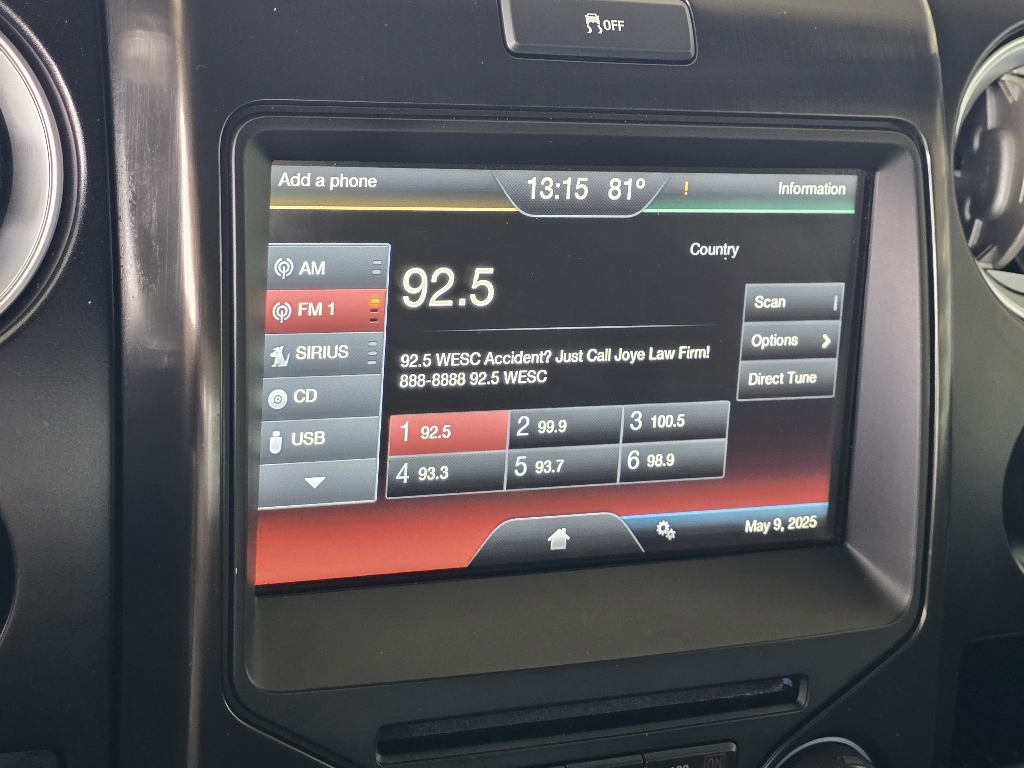 OFF
Add a phone
13:15 81°
!
Information
Country
AM
92.5
FM 1
Scan
SIRIUS
Options
92.5 WESC Accident? Just Call Joye Law Firm!
888-8888 92.5 WESC
Direct Tune
CD
USB
1 92.5
2 99.9
3 100.5
4 93.3
5 93.7
6 98.9
May 9, 2025